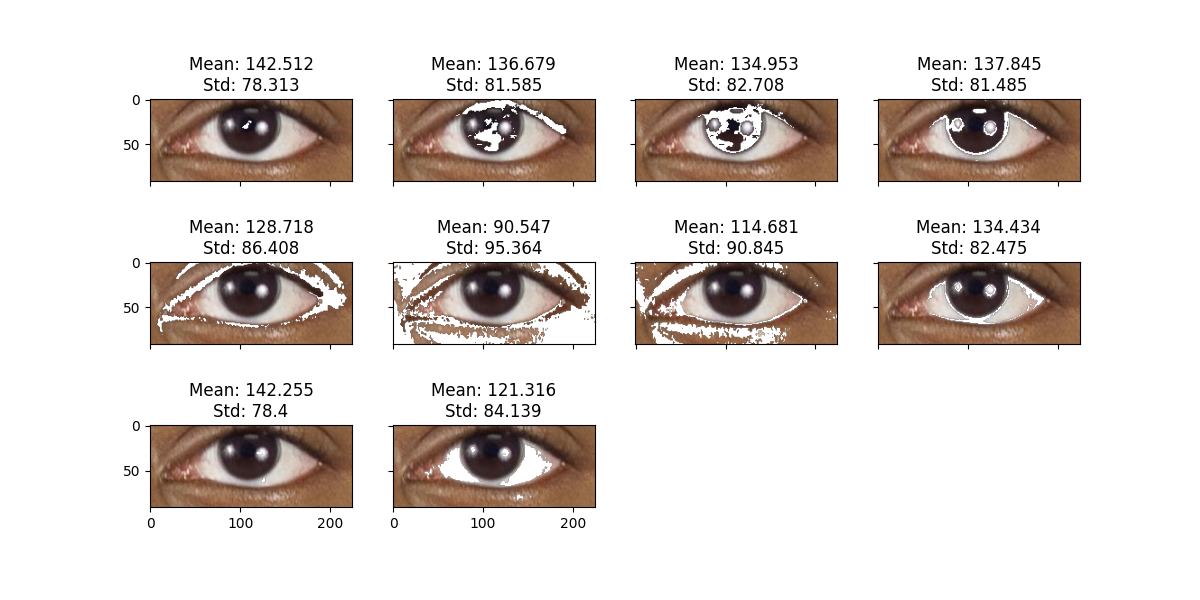 Mean: 142.512
Std: 78.313
Mean: 136.679
Std: 81.585
Mean: 134.953
Std: 82.708
Mean: 137.845
Std: 81.485
0
50
Mean: 128.718
Std: 86.408
Mean: 90.547
Std: 95.364
Mean: 114.681
Std: 90.845
Mean: 134.434
Std: 82.475
0
50
Mean: 142.255
Std: 78.4
Mean: 121.316
Std: 84.139
0
50
0 100 200
0 100 200